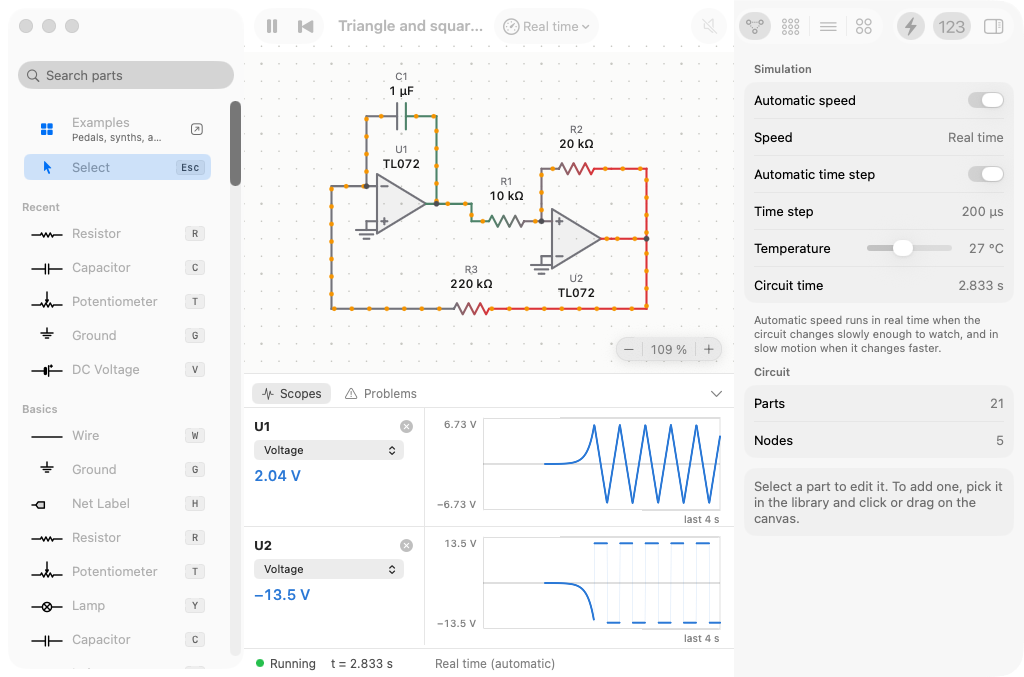 Search parts
Examples
Pedals, synths, a...
Select Esc
Recent
Resistor R
Capacitor C
Potentiometer T
Ground G
DC Voltage V
Basics
Wire W
Ground G
Net Label H
Resistor R
Potentiometer T
Lamp Y
Capacitor C
Triangle and squar...
Real time
C1
1 µF
U1
TL072
R1
10 kΩ
R2
20 kΩ
U2
TL072
R3
220 kΩ
109 %
Scopes Problems
U1
Voltage
2.04 V
6.73 V
−6.73 V
last 4 s
U2
Voltage
−13.5 V
13.5 V
−13.5 V
last 4 s
Running t = 2.833 s Real time (automatic)
123
Simulation
Automatic speed
Speed Real time
Automatic time step
Time step 200 µs
Temperature 27 °C
Circuit time 2.833 s
Automatic speed runs in real time when the
circuit changes slowly enough to watch, and in
slow motion when it changes faster.
Circuit
Parts 21
Nodes 5
Select a part to edit it. To add one, pick it
in the library and click or drag on the
canvas.